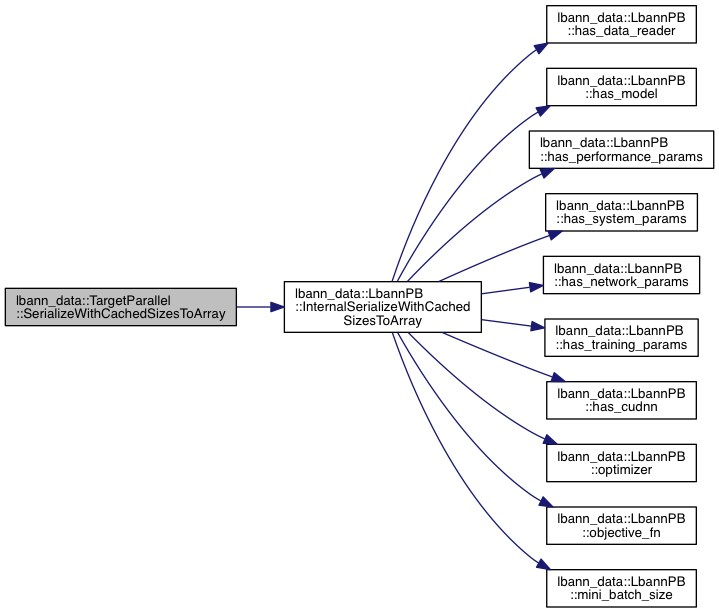 lbann_data::LbannPB
::has_data_reader
lbann_data::LbannPB
::has_model
lbann_data::LbannPB
::has_performance_params
lbann_data::LbannPB
::has_system_params
lbann_data::TargetParallel
::SerializeWithCachedSizesToArray
lbann_data::LbannPB
::InternalSerializeWithCached
SizesToArray
lbann_data::LbannPB
::has_network_params
lbann_data::LbannPB
::has_training_params
lbann_data::LbannPB
::has_cudnn
lbann_data::LbannPB
::optimizer
lbann_data::LbannPB
::objective_fn
lbann_data::LbannPB
::mini_batch_size